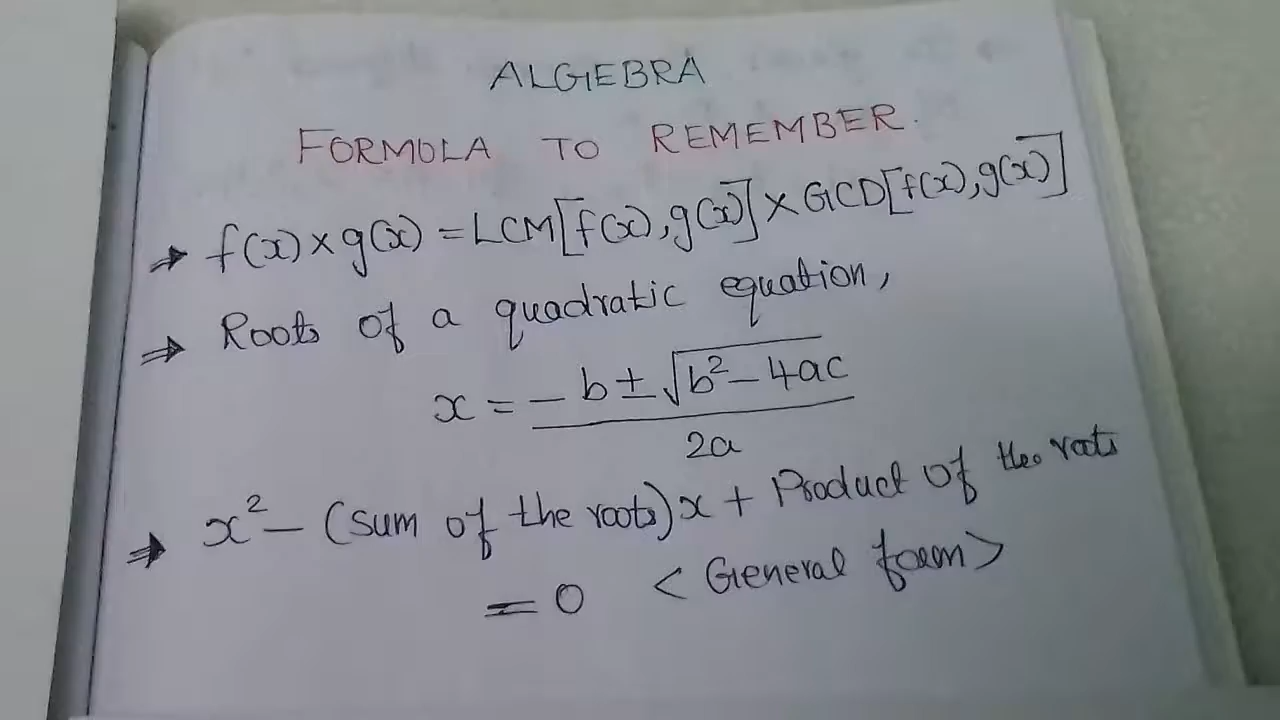 ALGEBRA
FORMULA TO REMEMBER.
⇒ f(x) × g(x) = LCM[f(x), g(x)] × GCD[f(x), g(x)]
⇒ Roots of a quadratic equation,
x = -b ± √b² - 4ac / 2a
⇒ x² - (sum of the roots)x + Product of the roots
= 0 < General form >